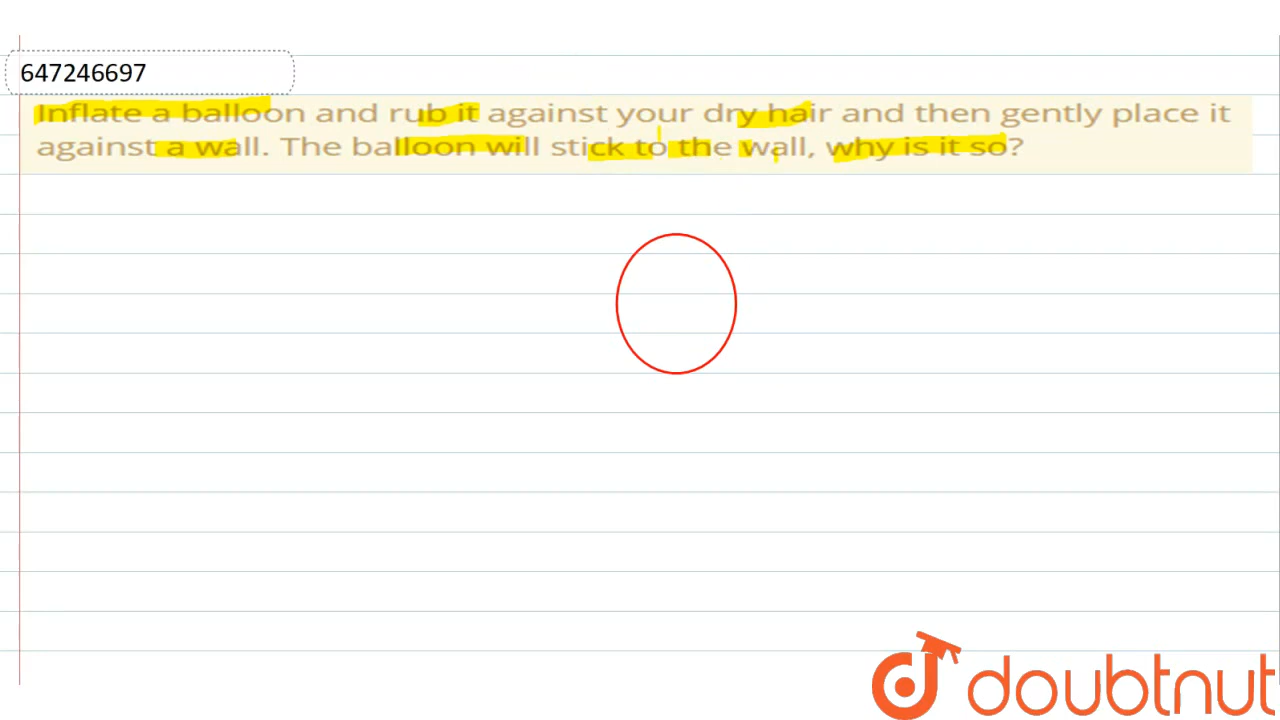 647246697
Inflate a balloon and rub it against your dry hair and then gently place it
against a wall. The balloon will stick to the wall, why is it so?
doubtnut